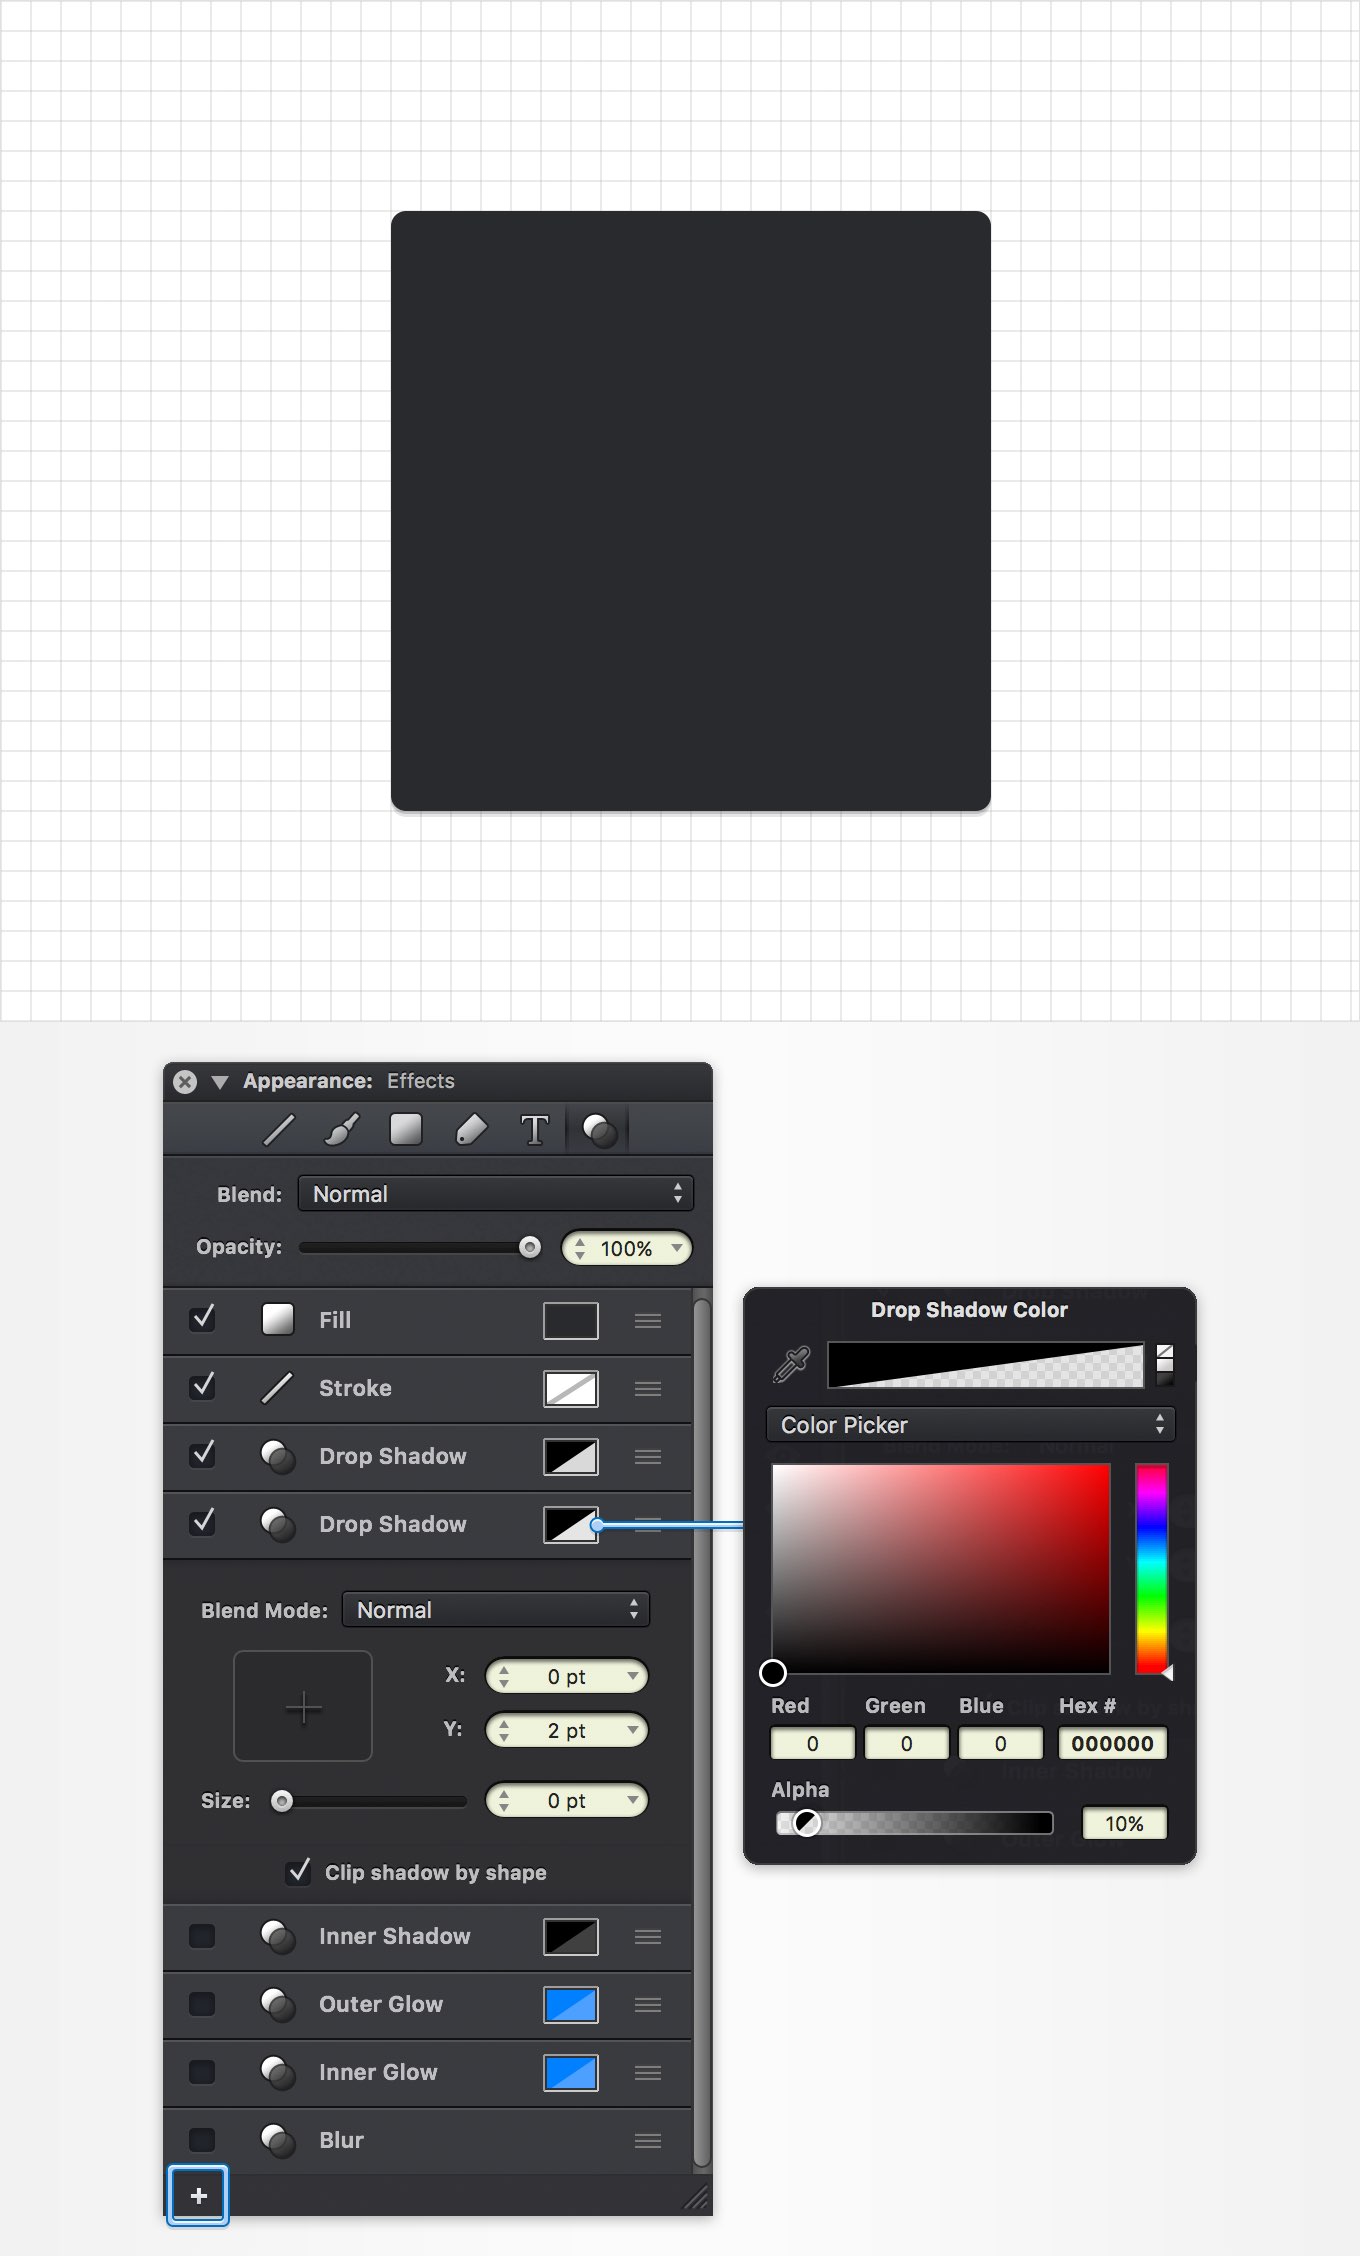 Appearance: Effects
T
Blend: Normal
Opacity: 100%
Fill
Stroke
Drop Shadow
Drop Shadow
Blend Mode: Normal
X: 0 pt
Y: 2 pt
Size: 0 pt
Clip shadow by shape
Inner Shadow
Outer Glow
Inner Glow
Blur
+
Drop Shadow Color
Color Picker
Red Green Blue Hex #
0 0 0 000000
Alpha
10%